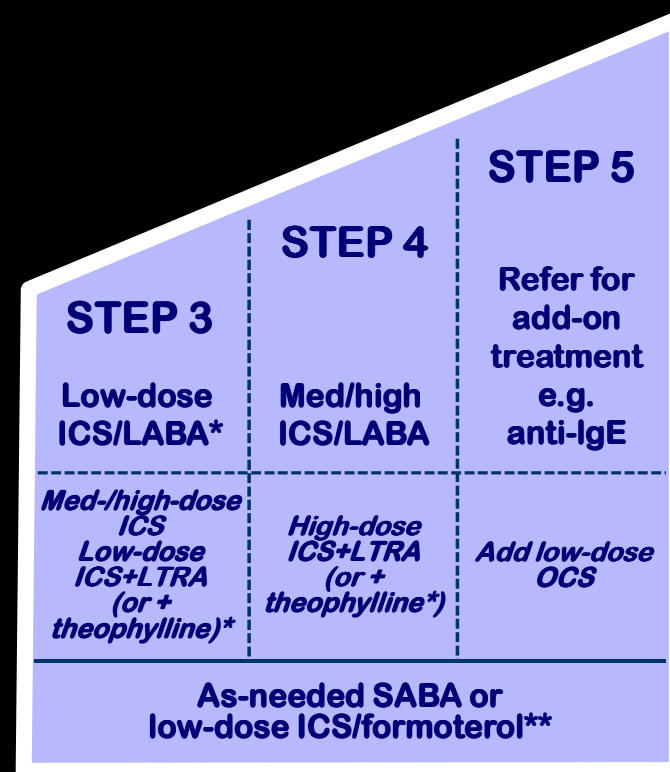 STEP 3
Low-dose
ICS/LABA*
Med-/high-dose
ICS
Low-dose
ICS+LTRA
(or +
theophylline)*
STEP 4
Med/high
ICS/LABA
High-dose
ICS+LTRA
(or +
theophylline*)
STEP 5
Refer for
add-on
treatment
e.g.
anti-IgE
Add low-dose
OCS
As-needed SABA or
low-dose ICS/formoterol**